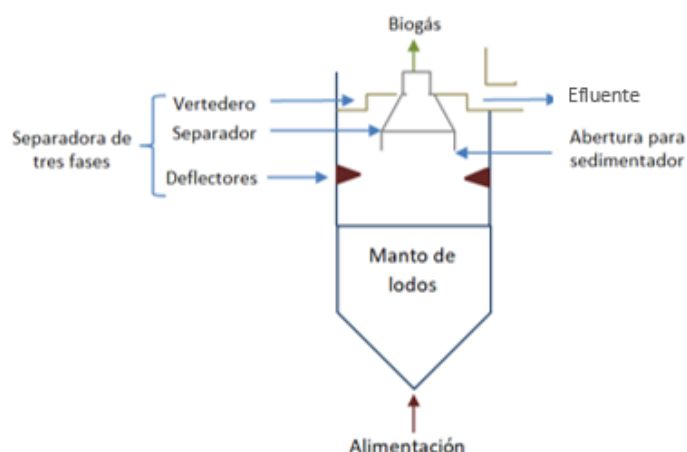 Biogás
Vertedero
Efluente
Separadora de
tres fases
Separador
Abertura para
sedimentador
Deflectores
Manto de
lodos
Alimentación